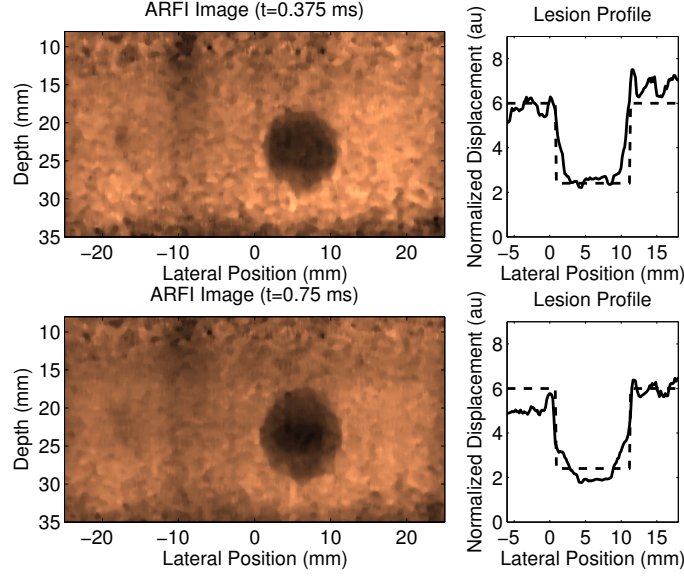 ARFI Image (t=0.375 ms)
Depth (mm)
10
15
20
25
30
35
−20 −10 0 10 20
Lateral Position (mm)
Lesion Profile
Normalized Displacement (au)
8
6
4
2
0
−5 0 5 10 15
Lateral Position (mm)
ARFI Image (t=0.75 ms)
Depth (mm)
10
15
20
25
30
35
−20 −10 0 10 20
Lateral Position (mm)
Lesion Profile
Normalized Displacement (au)
8
6
4
2
0
−5 0 5 10 15
Lateral Position (mm)